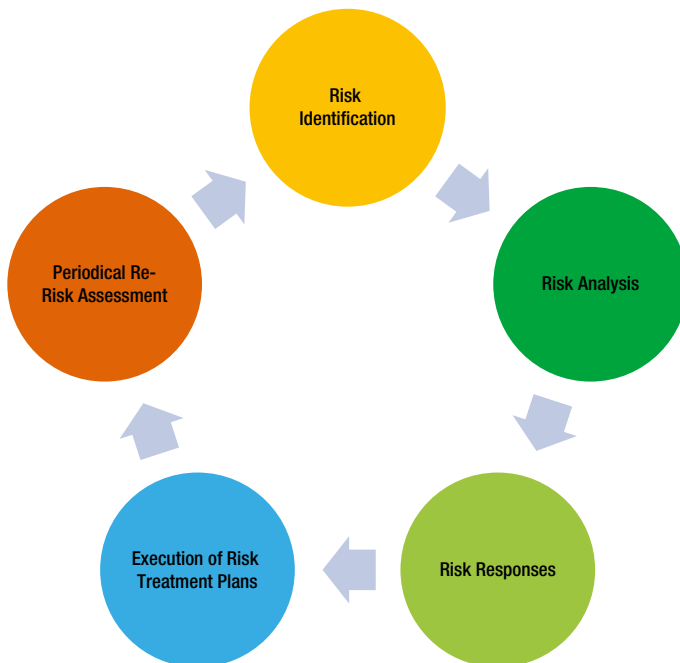 Risk
Identification
Risk Analysis
Risk Responses
Execution of Risk
Treatment Plans
Periodical Re-
Risk Assessment